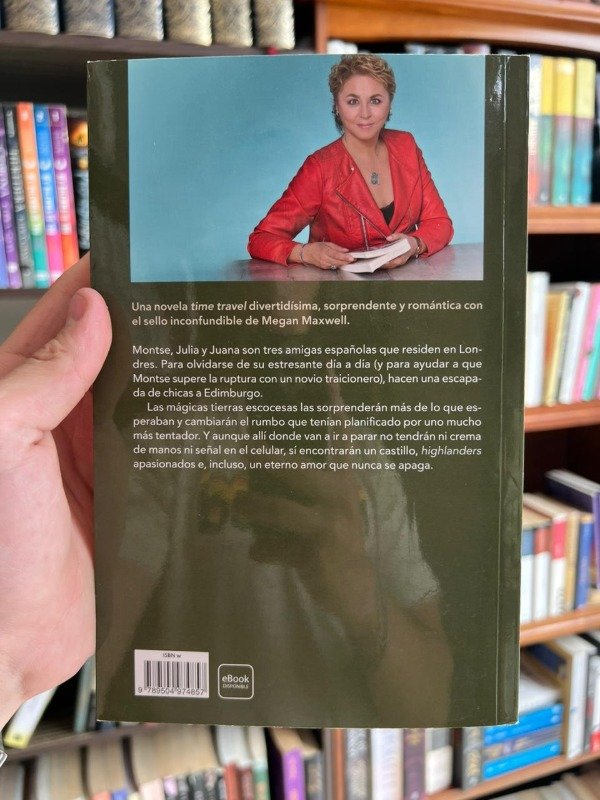 Una novela time travel divertidísima, sorprendente y romántica con
el sello inconfundible de Megan Maxwell.
Montse, Julia y Juana son tres amigas españolas que residen en Lon-
dres. Para olvidarse de su estresante día a día (y para ayudar a que
Montse supere la ruptura con un novio traicionero), hacen una escapa-
da de chicas a Edimburgo.
Las mágicas tierras escocesas las sorprenderán más de lo que es-
peraban y cambiarán el rumbo que tenían planificado por uno mucho
más tentador. Y aunque allí donde van a ir a parar no tendrán ni crema
de manos ni señal en el celular, sí encontrarán un castillo, highlanders
apasionados e, incluso, un eterno amor que nunca se apaga.
ISBN w
9 789504 974857
eBook
DISPONIBLE